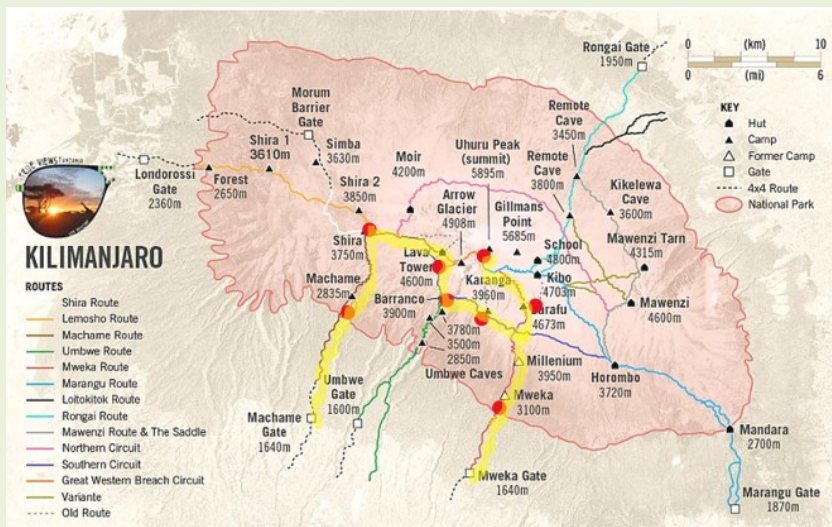 Rongai Gate
1950m
0 (km) 10
0 (mi) 6
KEY
Hut
Camp
Former Camp
Gate
4x4 Route
National Park
Morum
Barrier
Gate
Remote
Cave
3450m
Shira 1
3610m
Simba
3630m
Moir
4200m
Uhuru Peak
(summit)
5895m
Remote
Cave
3800m
Londorossi
Gate
2360m
Forest
2650m
Shira 2
3850m
Arrow
Glacier
4908m
Gillmans
Point
5685m
Kikelewa
Cave
3600m
Mawenzi Tarn
4315m
KILIMANJARO
Shira
3750m
Lava
Tower
4600m
School
4800m
Kibo
4703m
Machame
2835m
Karanga
3960m
Barranco
3900m
4673m
Mawenzi
4600m
3780m
3500m
2850m
Umbwe Caves
Millenium
3950m
Horombo
3720m
Umbwe
Gate
1600m
Mweka
3100m
Machame
Gate
1640m
Mandara
2700m
Mweka Gate
1640m
Marangu Gate
1870m
ROUTES
Shira Route
Lemosho Route
Machame Route
Umbwe Route
Mweka Route
Marangu Route
Loitokitok Route
Rongai Route
Mawenzi Route & The Saddle
Northern Circuit
Southern Circuit
Great Western Breach Circuit
Variante
Old Route